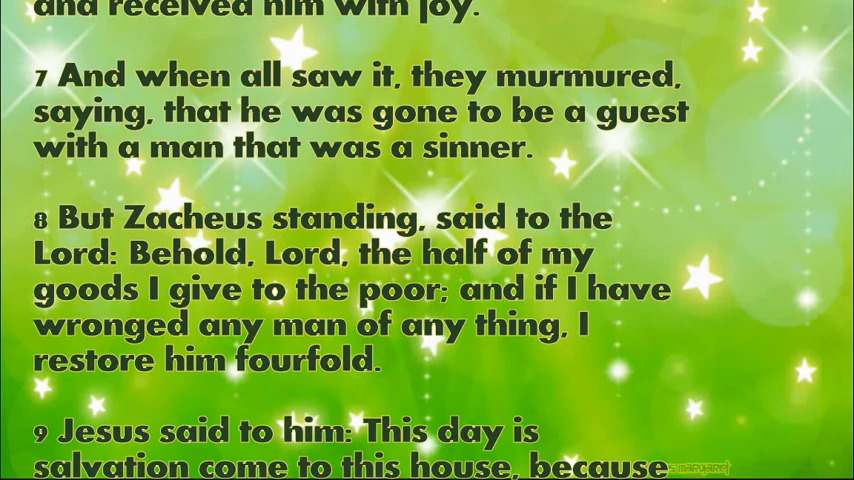 and received him with joy.
7 And when all saw it, they murmured,
saying, that he was gone to be a guest
with a man that was a sinner.
8 But Zacheus standing, said to the
Lord: Behold, Lord, the half of my
goods I give to the poor; and if I have
wronged any man of any thing, I
restore him fourfold.
9 Jesus said to him: This day is
salvation come to this house, because